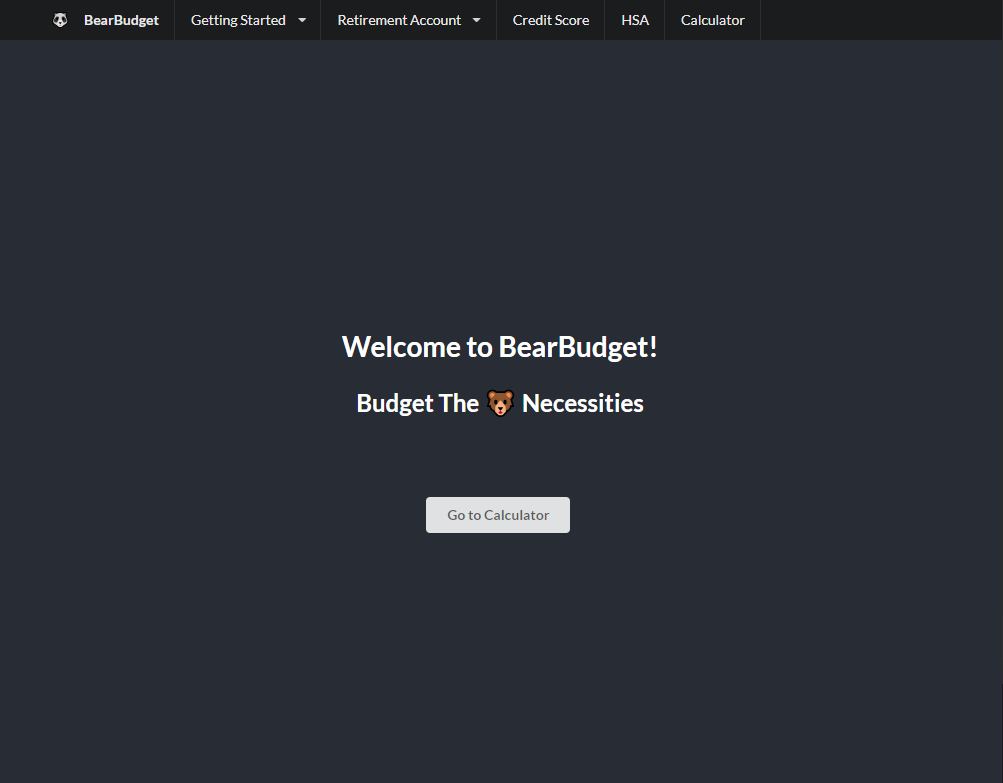 BearBudget Getting Started Retirement Account Credit Score HSA Calculator
Welcome to BearBudget!
Budget The 🐻 Necessities
Go to Calculator